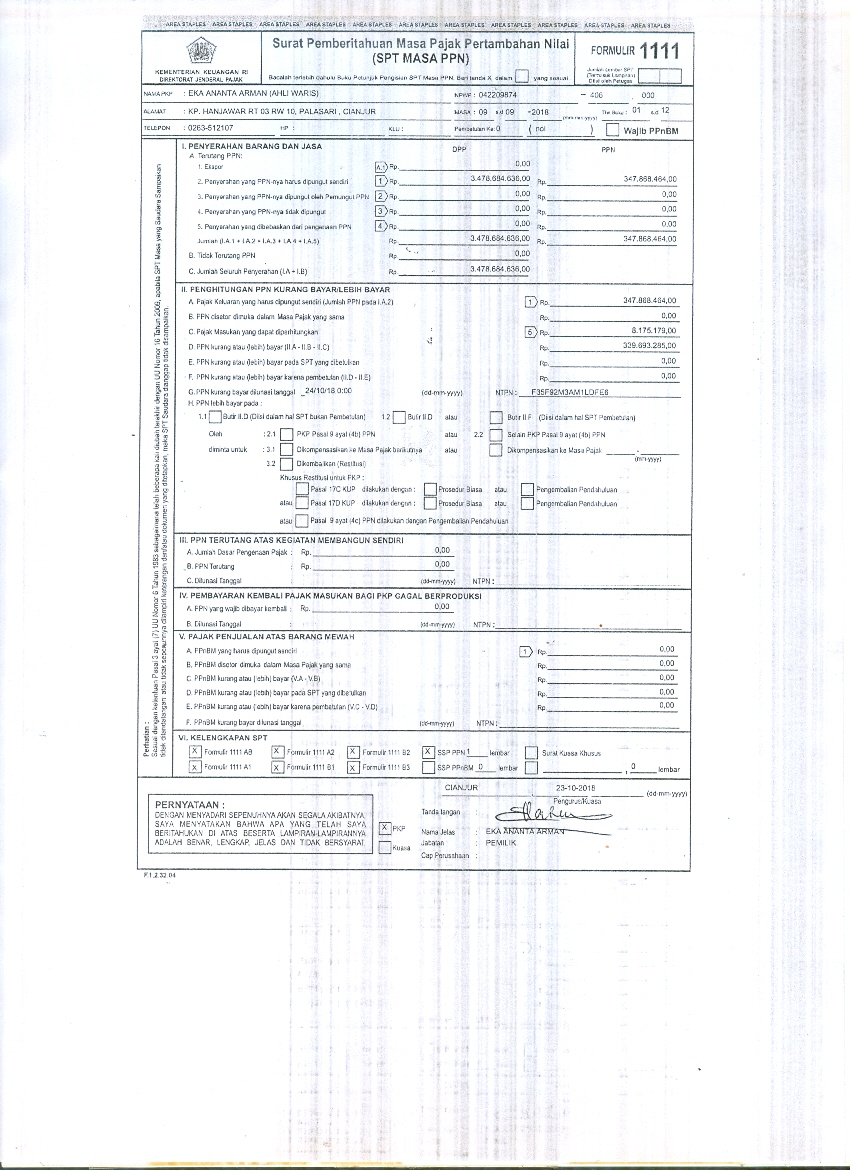 AREA STAPLES AREA STAPLES AREA STAPLES AREA STAPLES AREA STAPLES AREA STAPLES AREA STAPLES AREA STAPLES AREA STAPLES AREA STAPLES AREA STAPLES
KEMENTERIAN KEUANGAN RI
DIREKTORAT JENDERAL PAJAK
Surat Pemberitahuan Masa Pajak Pertambahan Nilai
(SPT MASA PPN)
Bacalah terlebih dahulu Buku Petunjuk Pengisian SPT Masa PPN. Beri tanda X dalam yang sesuai
FORMULIR 1111
Jumlah Lembar SPT
(Termasuk Lampiran)
Diisi oleh Petugas
NAMA PKP : EKA ANANTA ARMAN (AHLI WARIS) NPWP : 042209874 - 406 . 000
ALAMAT : KP. HANJAWAR RT 03 RW 10, PALASARI, CIANJUR MASA : 09 s.d 09 - 2018 (mm-mm-yyyy) Thn Buku : 01 s.d 12
TELEPON : 0263-512107 HP : KLU : Pembetulan Ke: 0 ( nol ) Wajib PPnBM
I. PENYERAHAN BARANG DAN JASA DPP PPN
A. Terutang PPN:
1. Ekspor A.1 Rp. 0,00
2. Penyerahan yang PPN-nya harus dipungut sendiri 1 Rp. 3.478.684.636,00 Rp. 347.868.464,00
3. Penyerahan yang PPN-nya dipungut oleh Pemungut PPN 2 Rp. 0,00 Rp. 0,00
4. Penyerahan yang PPN-nya tidak dipungut 3 Rp. 0,00 Rp. 0,00
5. Penyerahan yang dibebaskan dari pengenaan PPN 4 Rp. 0,00 Rp. 0,00
Jumlah (I.A.1 + I.A.2 + I.A.3 + I.A.4 + I.A.5) Rp. 3.478.684.636,00 Rp. 347.868.464,00
B. Tidak Terutang PPN Rp. 0,00
C. Jumlah Seluruh Penyerahan (I.A + I.B) Rp. 3.478.684.636,00
II. PENGHITUNGAN PPN KURANG BAYAR/LEBIH BAYAR
A. Pajak Keluaran yang harus dipungut sendiri (Jumlah PPN pada I.A.2) 1 Rp. 347.868.464,00
B. PPN disetor dimuka dalam Masa Pajak yang sama Rp. 0,00
C. Pajak Masukan yang dapat diperhitungkan 5 Rp. 8.175.179,00
D. PPN kurang atau (lebih) bayar (II.A - II.B - II.C) Rp. 339.693.285,00
E. PPN kurang atau (lebih) bayar pada SPT yang dibetulkan Rp. 0,00
F. PPN kurang atau (lebih) bayar karena pembetulan (II.D - II.E) Rp. 0,00
G. PPN kurang bayar dilunasi tanggal 24/10/18 0:00 (dd-mm-yyyy) NTPN : F35F92M3AM1LDFE6
H. PPN lebih bayar pada :
1.1 Butir II.D (Diisi dalam hal SPT bukan Pembetulan) 1.2 Butir II.D atau Butir II.F (Diisi dalam hal SPT Pembetulan)
Oleh : 2.1 PKP Pasal 9 ayat (4b) PPN 2.2 Selain PKP Pasal 9 ayat (4b) PPN
diminta untuk : 3.1 Dikompensasikan ke Masa Pajak berikutnya atau Dikompensasikan ke Masa Pajak -
(mm-yyyy)
3.2 Dikembalikan (Restitusi)
Khusus Restitusi untuk PKP :
Pasal 17C KUP dilakukan dengan : Prosedur Biasa atau Pengembalian Pendahuluan
atau Pasal 17D KUP dilakukan dengan : Prosedur Biasa atau Pengembalian Pendahuluan
atau Pasal 9 ayat (4c) PPN dilakukan dengan Pengembalian Pendahuluan
III. PPN TERUTANG ATAS KEGIATAN MEMBANGUN SENDIRI
A. Jumlah Dasar Pengenaan Pajak : Rp. 0,00
B. PPN Terutang : Rp. 0,00
C. Dilunasi Tanggal : (dd-mm-yyyy) NTPN :
IV. PEMBAYARAN KEMBALI PAJAK MASUKAN BAGI PKP GAGAL BERPRODUKSI
A. PPN yang wajib dibayar kembali : Rp. 0,00
B. Dilunasi Tanggal : (dd-mm-yyyy) NTPN :
V. PAJAK PENJUALAN ATAS BARANG MEWAH
A. PPnBM yang harus dipungut sendiri 1 Rp. 0,00
B. PPnBM disetor dimuka dalam Masa Pajak yang sama Rp. 0,00
C. PPnBM kurang atau (lebih) bayar (V.A - V.B) Rp. 0,00
D. PPnBM kurang atau (lebih) bayar pada SPT yang dibetulkan Rp. 0,00
E. PPnBM kurang atau (lebih) bayar karena pembetulan (V.C - V.D) Rp. 0,00
F. PPnBM kurang bayar dilunasi tanggal (dd-mm-yyyy) NTPN :
VI. KELENGKAPAN SPT
X Formulir 1111 AB X Formulir 1111 A2 X Formulir 1111 B2 X SSP PPN 1 lembar Surat Kuasa Khusus
X Formulir 1111 A1 X Formulir 1111 B1 X Formulir 1111 B3 SSP PPnBM 0 lembar , 0 lembar
Perhatian :
Sesuai dengan ketentuan Pasal 3 ayat (7) UU Nomor 6 Tahun 1983 sebagaimana telah beberapa kali diubah terakhir dengan UU Nomor 16 Tahun 2009, apabila SPT Masa yang Saudara Sampaikan
tidak ditandatangani atau tidak sepenuhnya dilampiri keterangan dan/atau dokumen yang ditetapkan, maka SPT Saudara dianggap tidak disampaikan.
PERNYATAAN :
DENGAN MENYADARI SEPENUHNYA AKAN SEGALA AKIBATNYA,
SAYA MENYATAKAN BAHWA APA YANG TELAH SAYA
BERITAHUKAN DI ATAS BESERTA LAMPIRAN-LAMPIRANNYA
ADALAH BENAR, LENGKAP, JELAS DAN TIDAK BERSYARAT.
X PKP
Kuasa
CIANJUR 23-10-2018 (dd-mm-yyyy)
Pengurus/Kuasa
Tanda tangan :
Nama Jelas : EKA ANANTA ARMAN
Jabatan : PEMILIK
Cap Perusahaan :
F.1.2.32.04